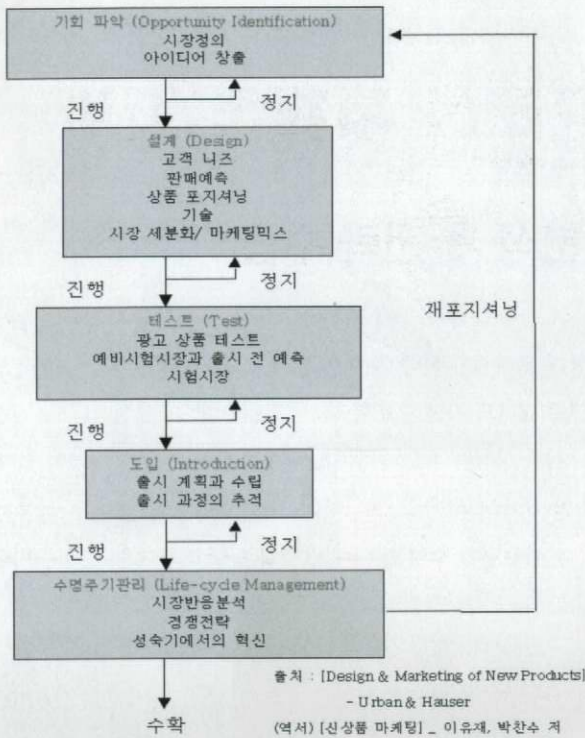 기회 파악 (Opportunity Identification)
시장정의
아이디어 창출
진행
정지
설계 (Design)
고객 니즈
판매예측
상품 포지셔닝
기술
시장 세분화/ 마케팅믹스
진행
정지
재포지셔닝
테스트 (Test)
광고 상품 테스트
예비시험시장과 출시 전 예측
시험시장
진행
정지
도입 (Introduction)
출시 계획과 수립
출시 과정의 추적
진행
정지
수명주기관리 (Life-cycle Management)
시장반응분석
경쟁전략
성숙기에서의 혁신
수확
출처 : [Design & Marketing of New Products]
- Urban & Hauser
(역서) [신상품 마케팅] _ 이유재, 박찬수 저